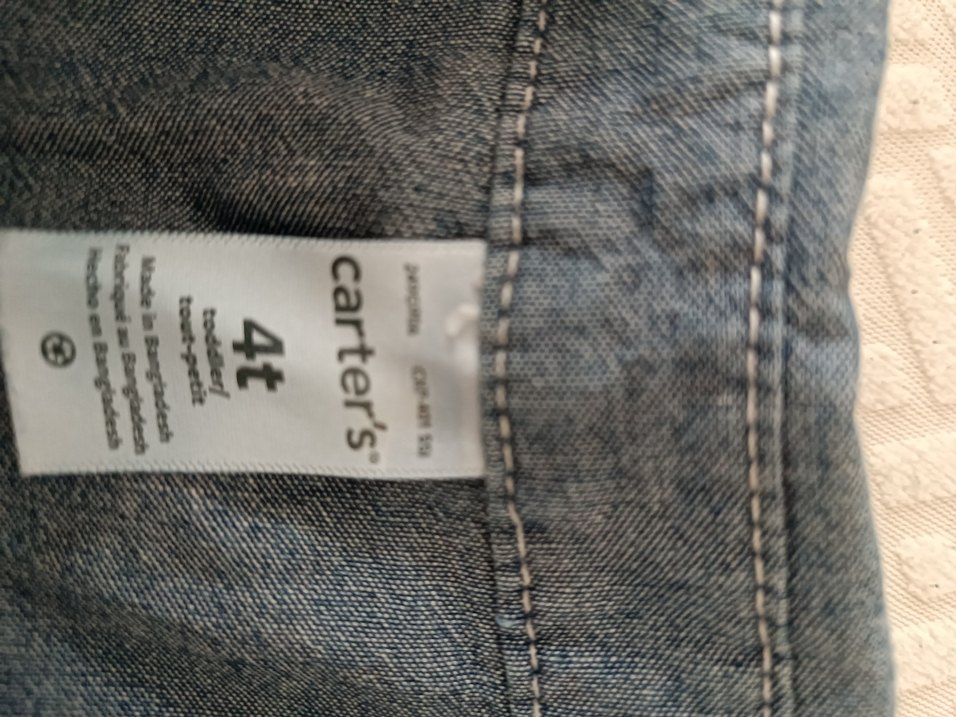 carter's®
4t
toddler/
tout-petit
Made in Bangladesh
Fabriqué au Bangladesh
Hecho en Bangladesh